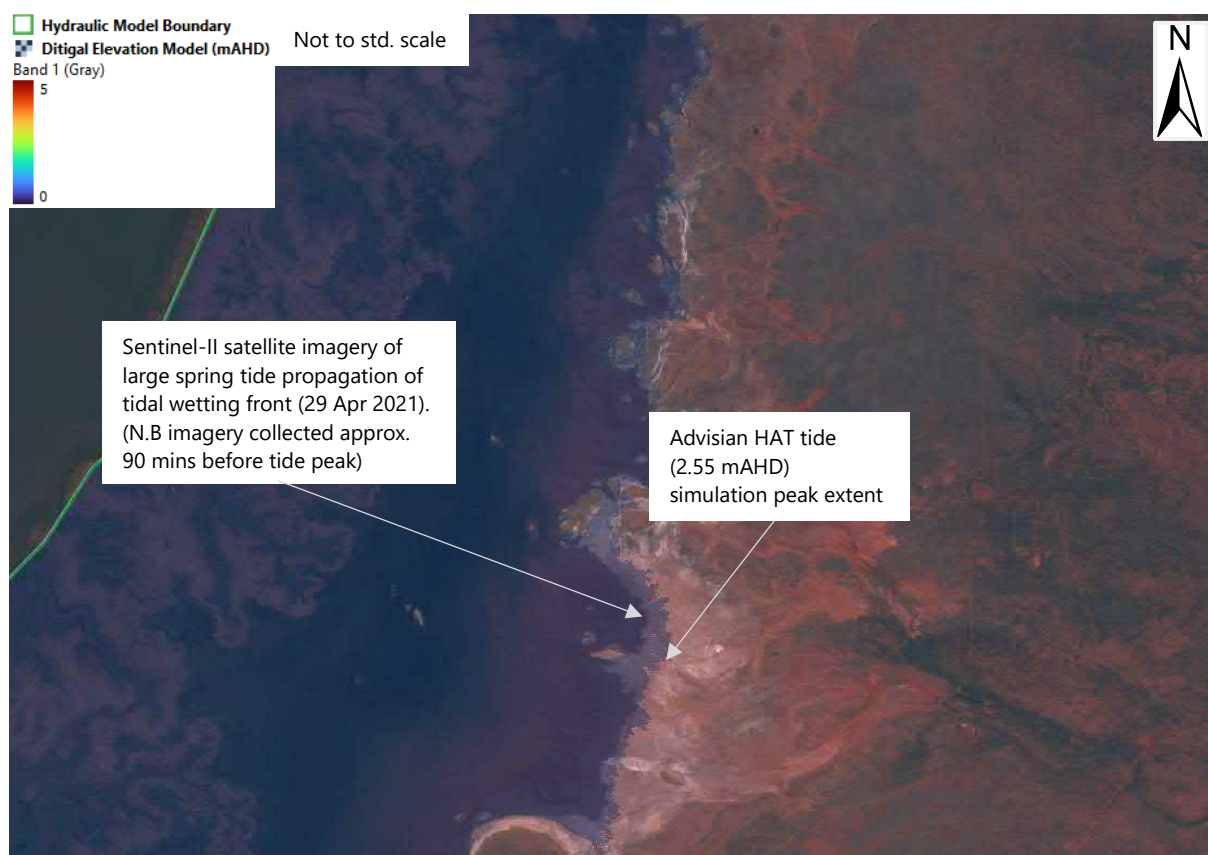 Hydraulic Model Boundary
Ditigal Elevation Model (mAHD)
Band 1 (Gray)
5
0
Not to std. scale
N
Sentinel-II satellite imagery of
large spring tide propagation of
tidal wetting front (29 Apr 2021).
(N.B imagery collected approx.
90 mins before tide peak)
Advisian HAT tide
(2.55 mAHD)
simulation peak extent